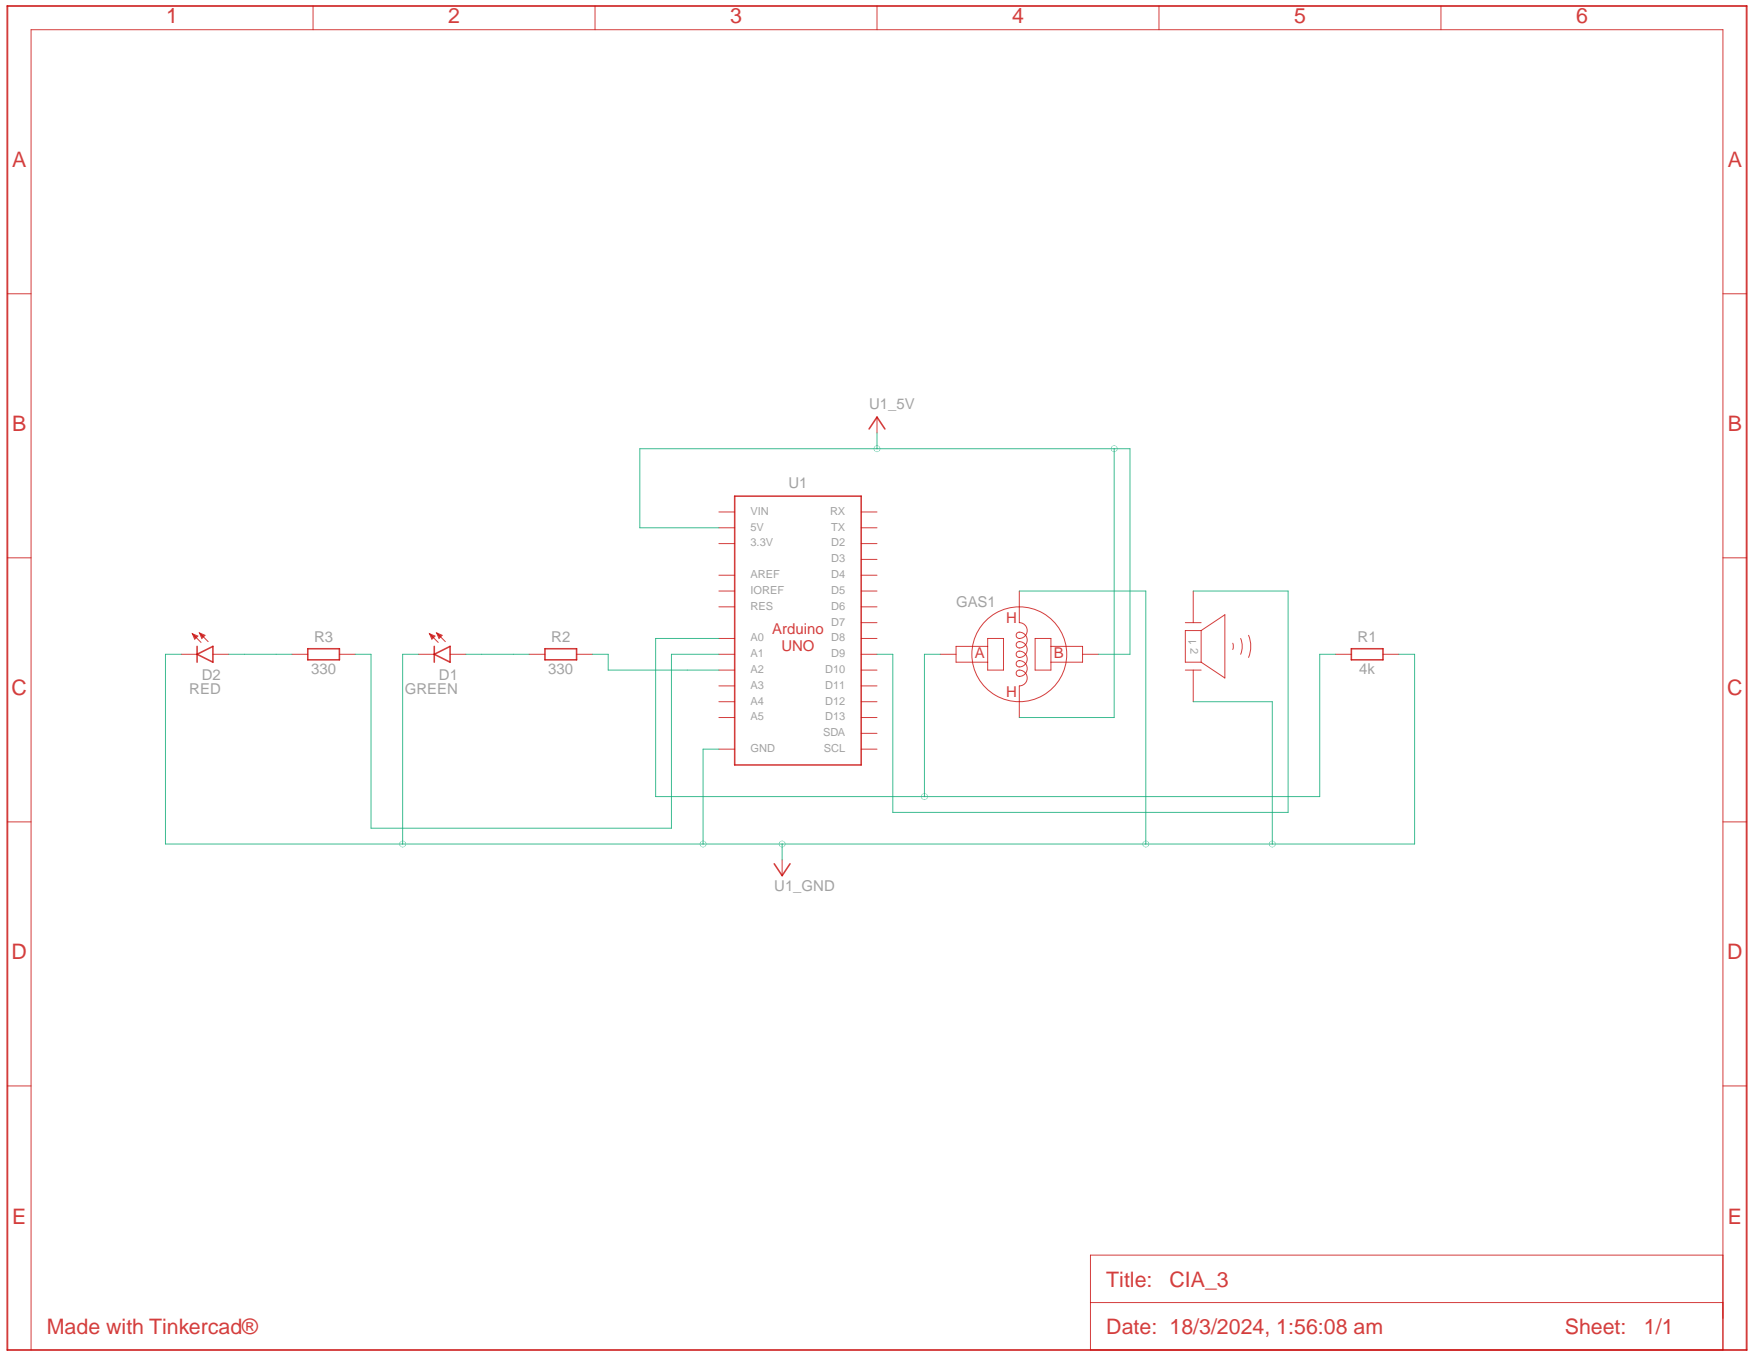 1 2 3 4 5 6
A A
B B
C C
D D
E E
U1_5V
U1
VIN RX
5V TX
3.3V D2
D3
AREF D4
IOREF D5
RES D6
D7
A0 D8
A1 D9
A2 D10
A3 D11
A4 D12
A5 D13
SDA
GND SCL
Arduino
UNO
GAS1
H
A B
H
1 2
R3
330
R2
330
R1
4k
D2
RED
D1
GREEN
U1_GND
Title: CIA_3
Date: 18/3/2024, 1:56:08 am Sheet: 1/1
Made with Tinkercad®